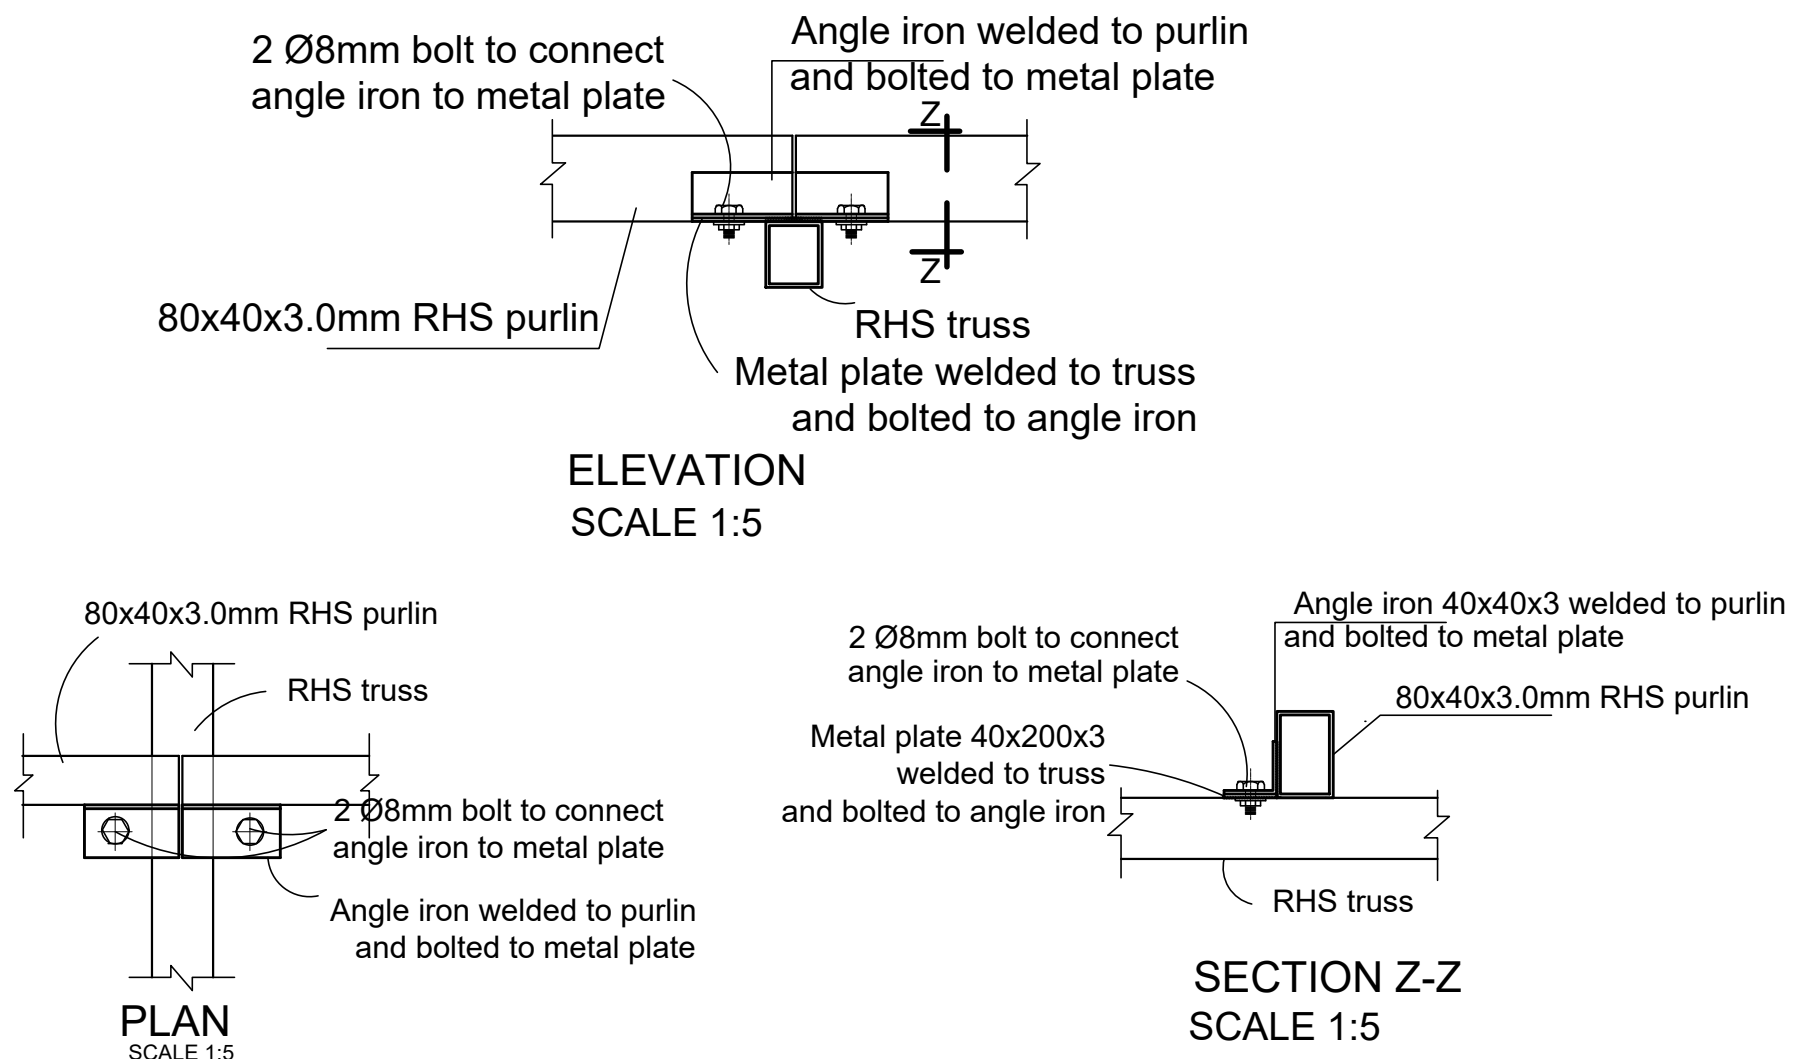 2 Ø8mm bolt to connect
angle iron to metal plate
Angle iron welded to purlin
and bolted to metal plate
Z
Z
80x40x3.0mm RHS purlin
RHS truss
Metal plate welded to truss
and bolted to angle iron
ELEVATION
SCALE 1:5
80x40x3.0mm RHS purlin
RHS truss
2 Ø8mm bolt to connect
angle iron to metal plate
Angle iron welded to purlin
and bolted to metal plate
PLAN
SCALE 1:5
Angle iron 40x40x3 welded to purlin
and bolted to metal plate
2 Ø8mm bolt to connect
angle iron to metal plate
80x40x3.0mm RHS purlin
Metal plate 40x200x3
welded to truss
and bolted to angle iron
RHS truss
SECTION Z-Z
SCALE 1:5